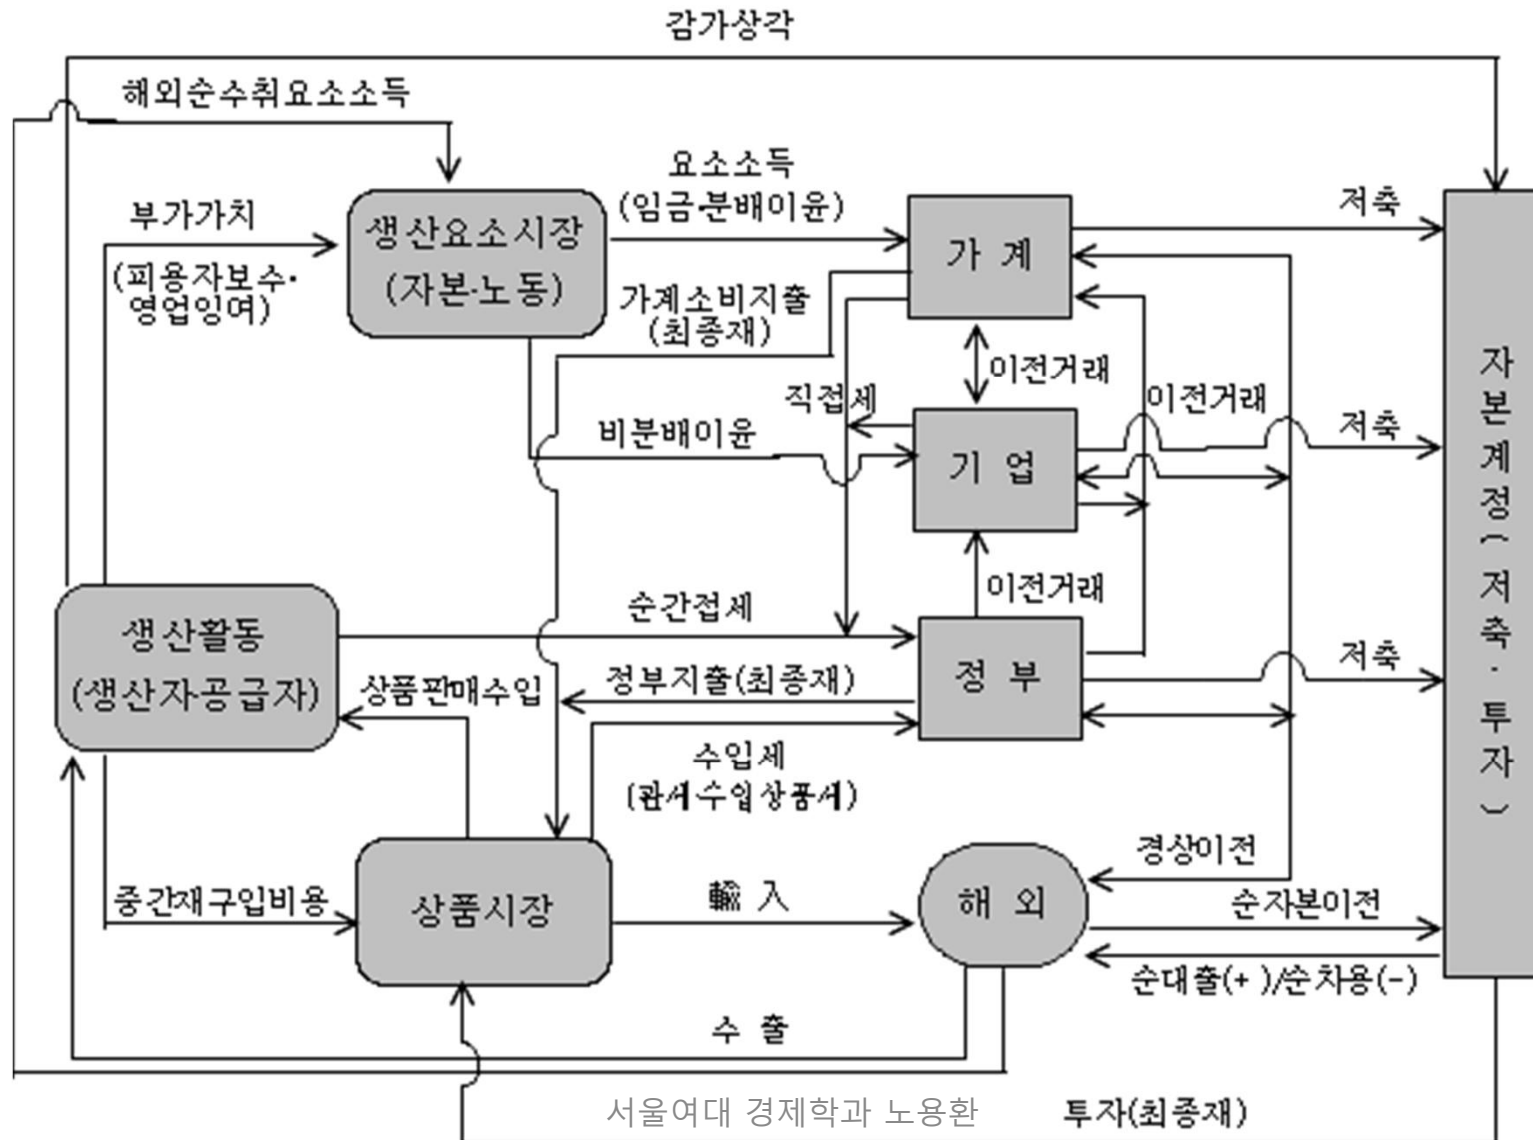 감가상각
해외순수취요소소득
요소소득
(임금·분배이윤)
저축
부가가치
(피용자보수·
영업잉여)
생산요소시장
(자본·노동)
가 계
가계소비지출
(최종재)
이전거래
직접세
이전거래
비분배이윤
기 업
저축
자본계정(저축·투자)
이전거래
순간접세
생산활동
(생산자·공급자)
정 부
저축
상품판매수입
정부지출(최종재)
수입세
(관세·수입상품세)
경상이전
중간재구입비용
상품시장
輸 入
해 외
순자본이전
순대출(+)/순차용(-)
수 출
서울여대 경제학과 노용환
투자(최종재)